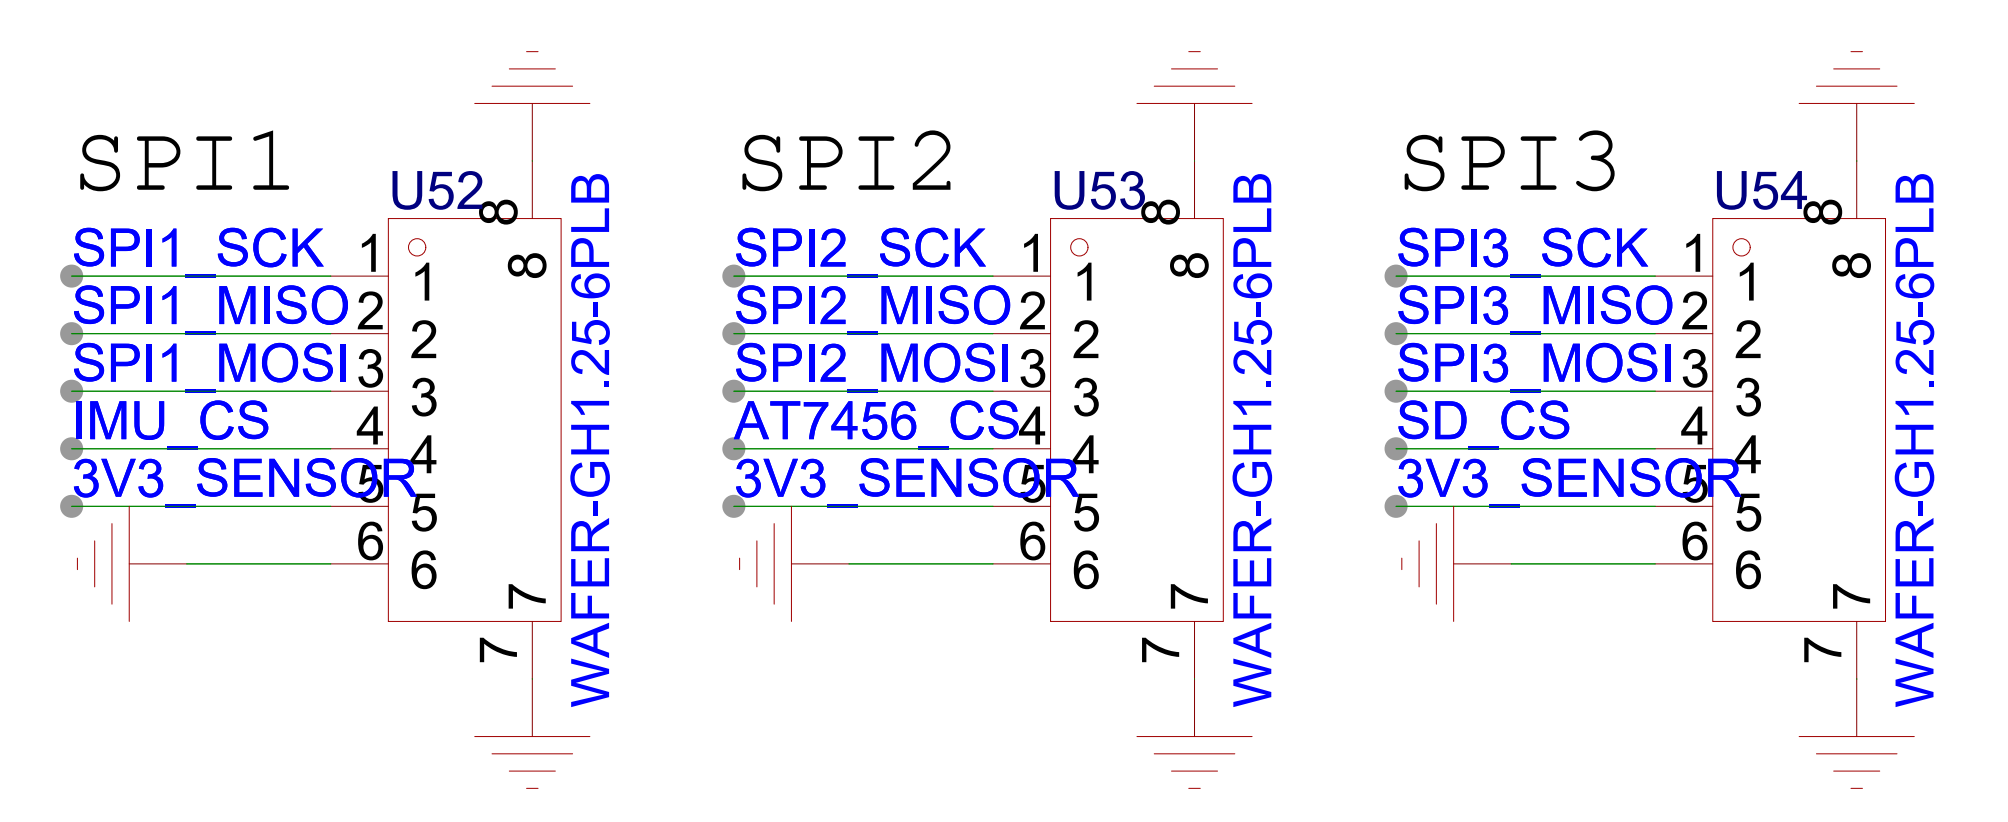 SPI1
U52
8
SPI1_SCK 1
1
8
SPI1_MISO 2
2
SPI1_MOSI 3
3
IMU_CS 4
4
3V3_SENSOR 5
5
6
6
7
7
WAFER-GH1.25-6PLB
SPI2
U53
8
SPI2_SCK 1
1
8
SPI2_MISO 2
2
SPI2_MOSI 3
3
AT7456_CS 4
4
3V3_SENSOR 5
5
6
6
7
7
WAFER-GH1.25-6PLB
SPI3
U54
8
SPI3_SCK 1
1
8
SPI3_MISO 2
2
SPI3_MOSI 3
3
SD_CS 4
4
3V3_SENSOR 5
5
6
6
7
7
WAFER-GH1.25-6PLB